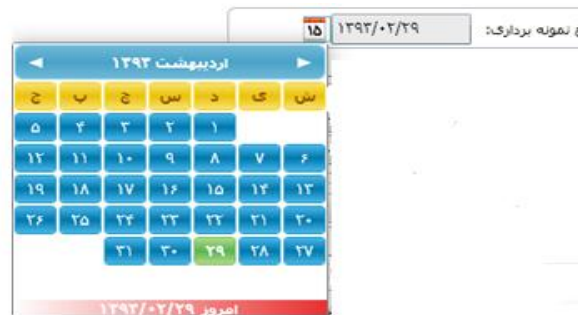 ع نمونه برداری: ۱۳۹۳/۰۲/۲۹ ۱۵
اردیبهشت ۱۳۹۳
ش ی د س چ پ ج
۱ ۲ ۳ ۴ ۵
۶ ۷ ۸ ۹ ۱۰ ۱۱ ۱۲
۱۳ ۱۴ ۱۵ ۱۶ ۱۷ ۱۸ ۱۹
۲۰ ۲۱ ۲۲ ۲۳ ۲۴ ۲۵ ۲۶
۲۷ ۲۸ ۲۹ ۳۰ ۳۱
امروز ۱۳۹۳/۰۲/۲۹